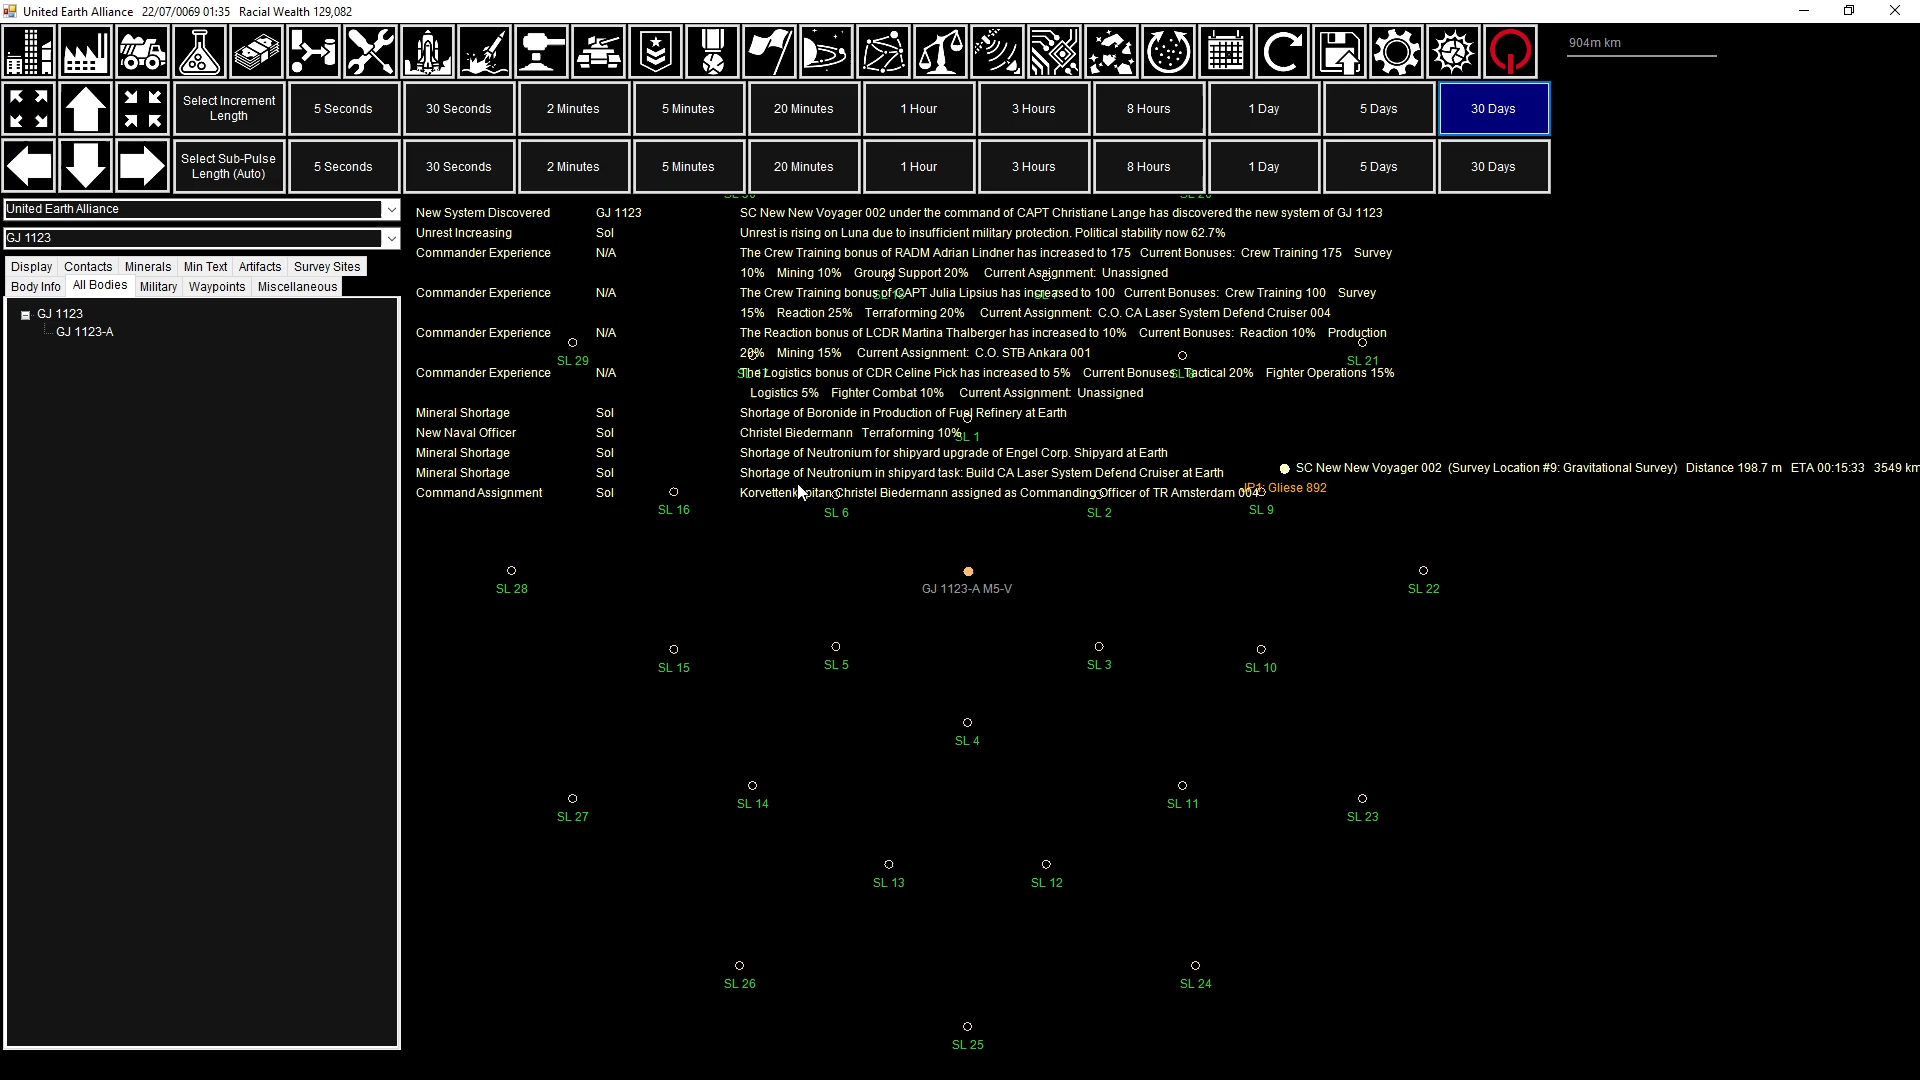 United Earth Alliance 22/07/0069 01:35 Racial Wealth 129,082
904m km
Select Increment Length
5 Seconds
30 Seconds
2 Minutes
5 Minutes
20 Minutes
1 Hour
3 Hours
8 Hours
1 Day
5 Days
30 Days
Select Sub-Pulse Length (Auto)
5 Seconds
30 Seconds
2 Minutes
5 Minutes
20 Minutes
1 Hour
3 Hours
8 Hours
1 Day
5 Days
30 Days
United Earth Alliance
GJ 1123
Display Contacts Minerals Min Text Artifacts Survey Sites
Body Info All Bodies Military Waypoints Miscellaneous
GJ 1123
GJ 1123-A
New System Discovered GJ 1123 SC New New Voyager 002 under the command of CAPT Christiane Lange has discovered the new system of GJ 1123
Unrest Increasing Sol Unrest is rising on Luna due to insufficient military protection. Political stability now 62.7%
Commander Experience N/A The Crew Training bonus of RADM Adrian Lindner has increased to 175 Current Bonuses: Crew Training 175 Survey
10% Mining 10% Ground Support 20% Current Assignment: Unassigned
Commander Experience N/A The Crew Training bonus of CAPT Julia Lipsius has increased to 100 Current Bonuses: Crew Training 100 Survey
15% Reaction 25% Terraforming 20% Current Assignment: C.O. CA Laser System Defend Cruiser 004
Commander Experience N/A The Reaction bonus of LCDR Martina Thalberger has increased to 10% Current Bonuses: Reaction 10% Production
20% Mining 15% Current Assignment: C.O. STB Ankara 001
Commander Experience N/A The Logistics bonus of CDR Celine Pick has increased to 5% Current Bonuses: Tactical 20% Fighter Operations 15%
Logistics 5% Fighter Combat 10% Current Assignment: Unassigned
Mineral Shortage Sol Shortage of Boronide in Production of Fuel Refinery at Earth
New Naval Officer Sol Christel Biedermann Terraforming 10%
Mineral Shortage Sol Shortage of Neutronium for shipyard upgrade of Engel Corp. Shipyard at Earth
Mineral Shortage Sol Shortage of Neutronium in shipyard task: Build CA Laser System Defend Cruiser at Earth
Command Assignment Sol Korvettenkapitan Christel Biedermann assigned as Commanding Officer of TR Amsterdam 004
SL 29
SL 21
SL 1
SC New New Voyager 002 (Survey Location #9: Gravitational Survey) Distance 198.7 m ETA 00:15:33 3549 km
JP1: Gliese 892
SL 16
SL 6
SL 2
SL 9
SL 28
GJ 1123-A M5-V
SL 22
SL 15
SL 5
SL 3
SL 10
SL 4
SL 14
SL 11
SL 27
SL 23
SL 13
SL 12
SL 26
SL 24
SL 25